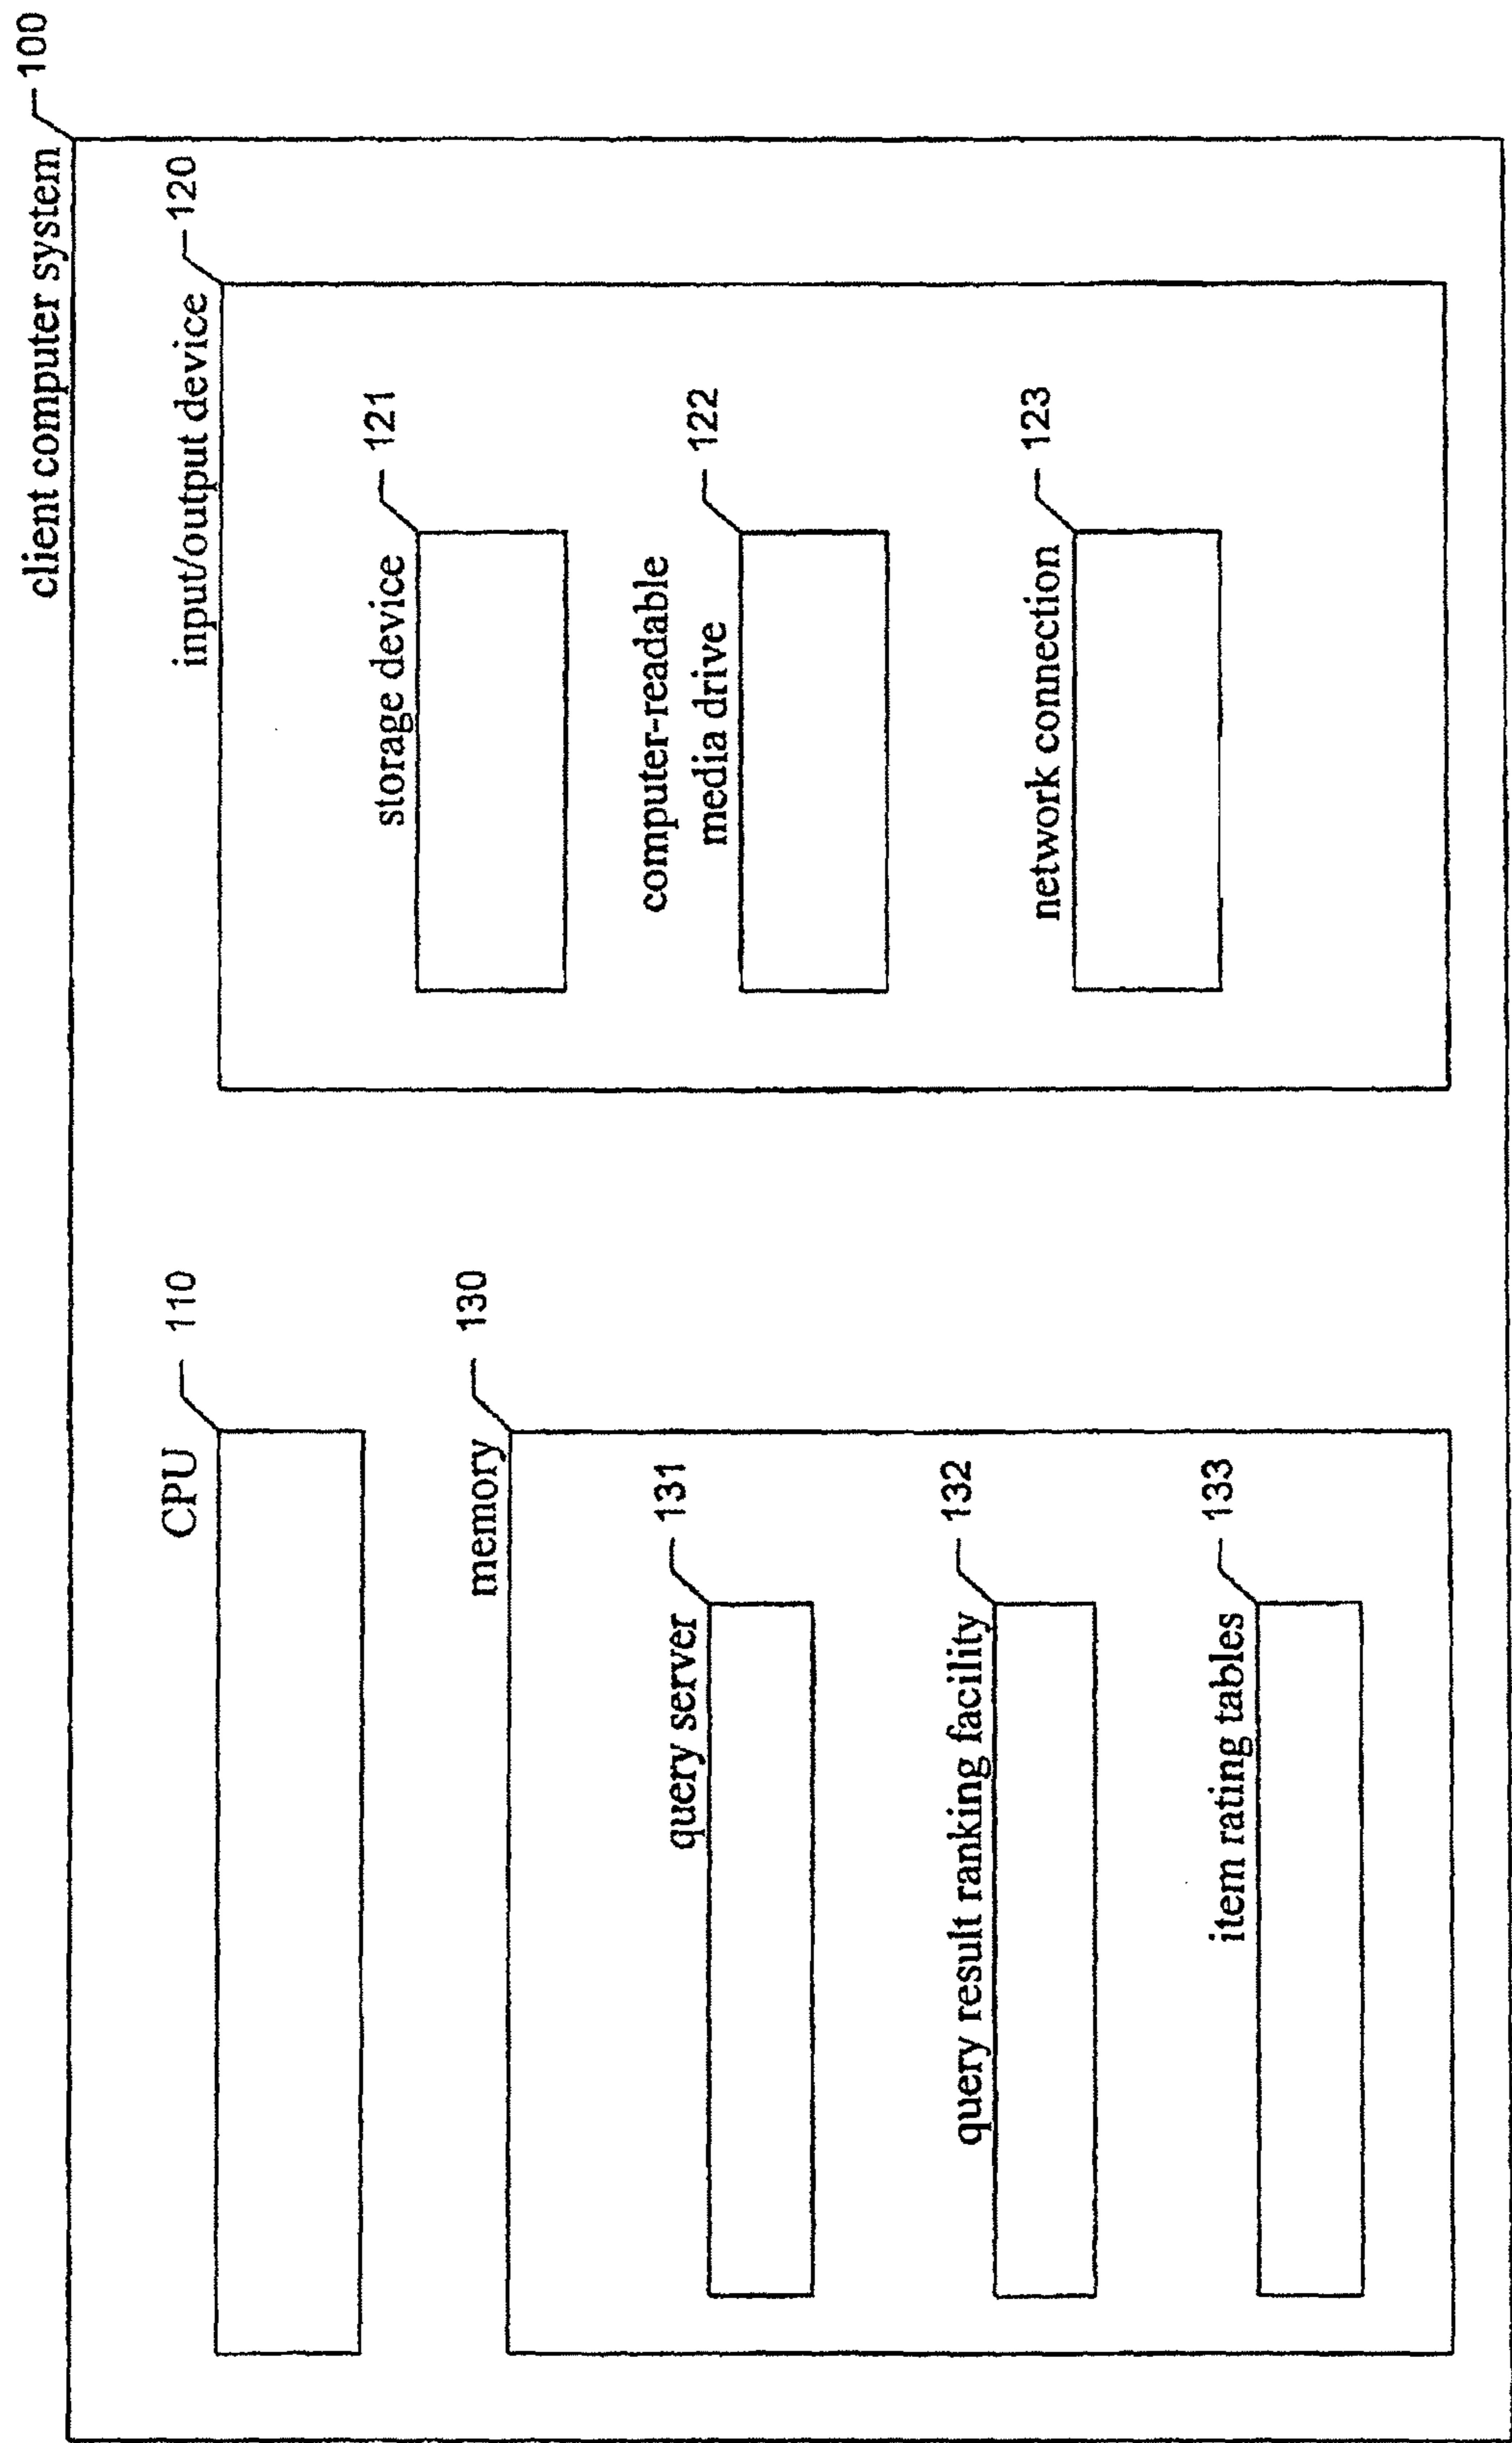 client computer system
100
CPU
110
input/output device
120
memory
130
storage device
121
query server
131
computer-readable
media drive
122
query result ranking facility
132
network connection
123
item rating tables
133